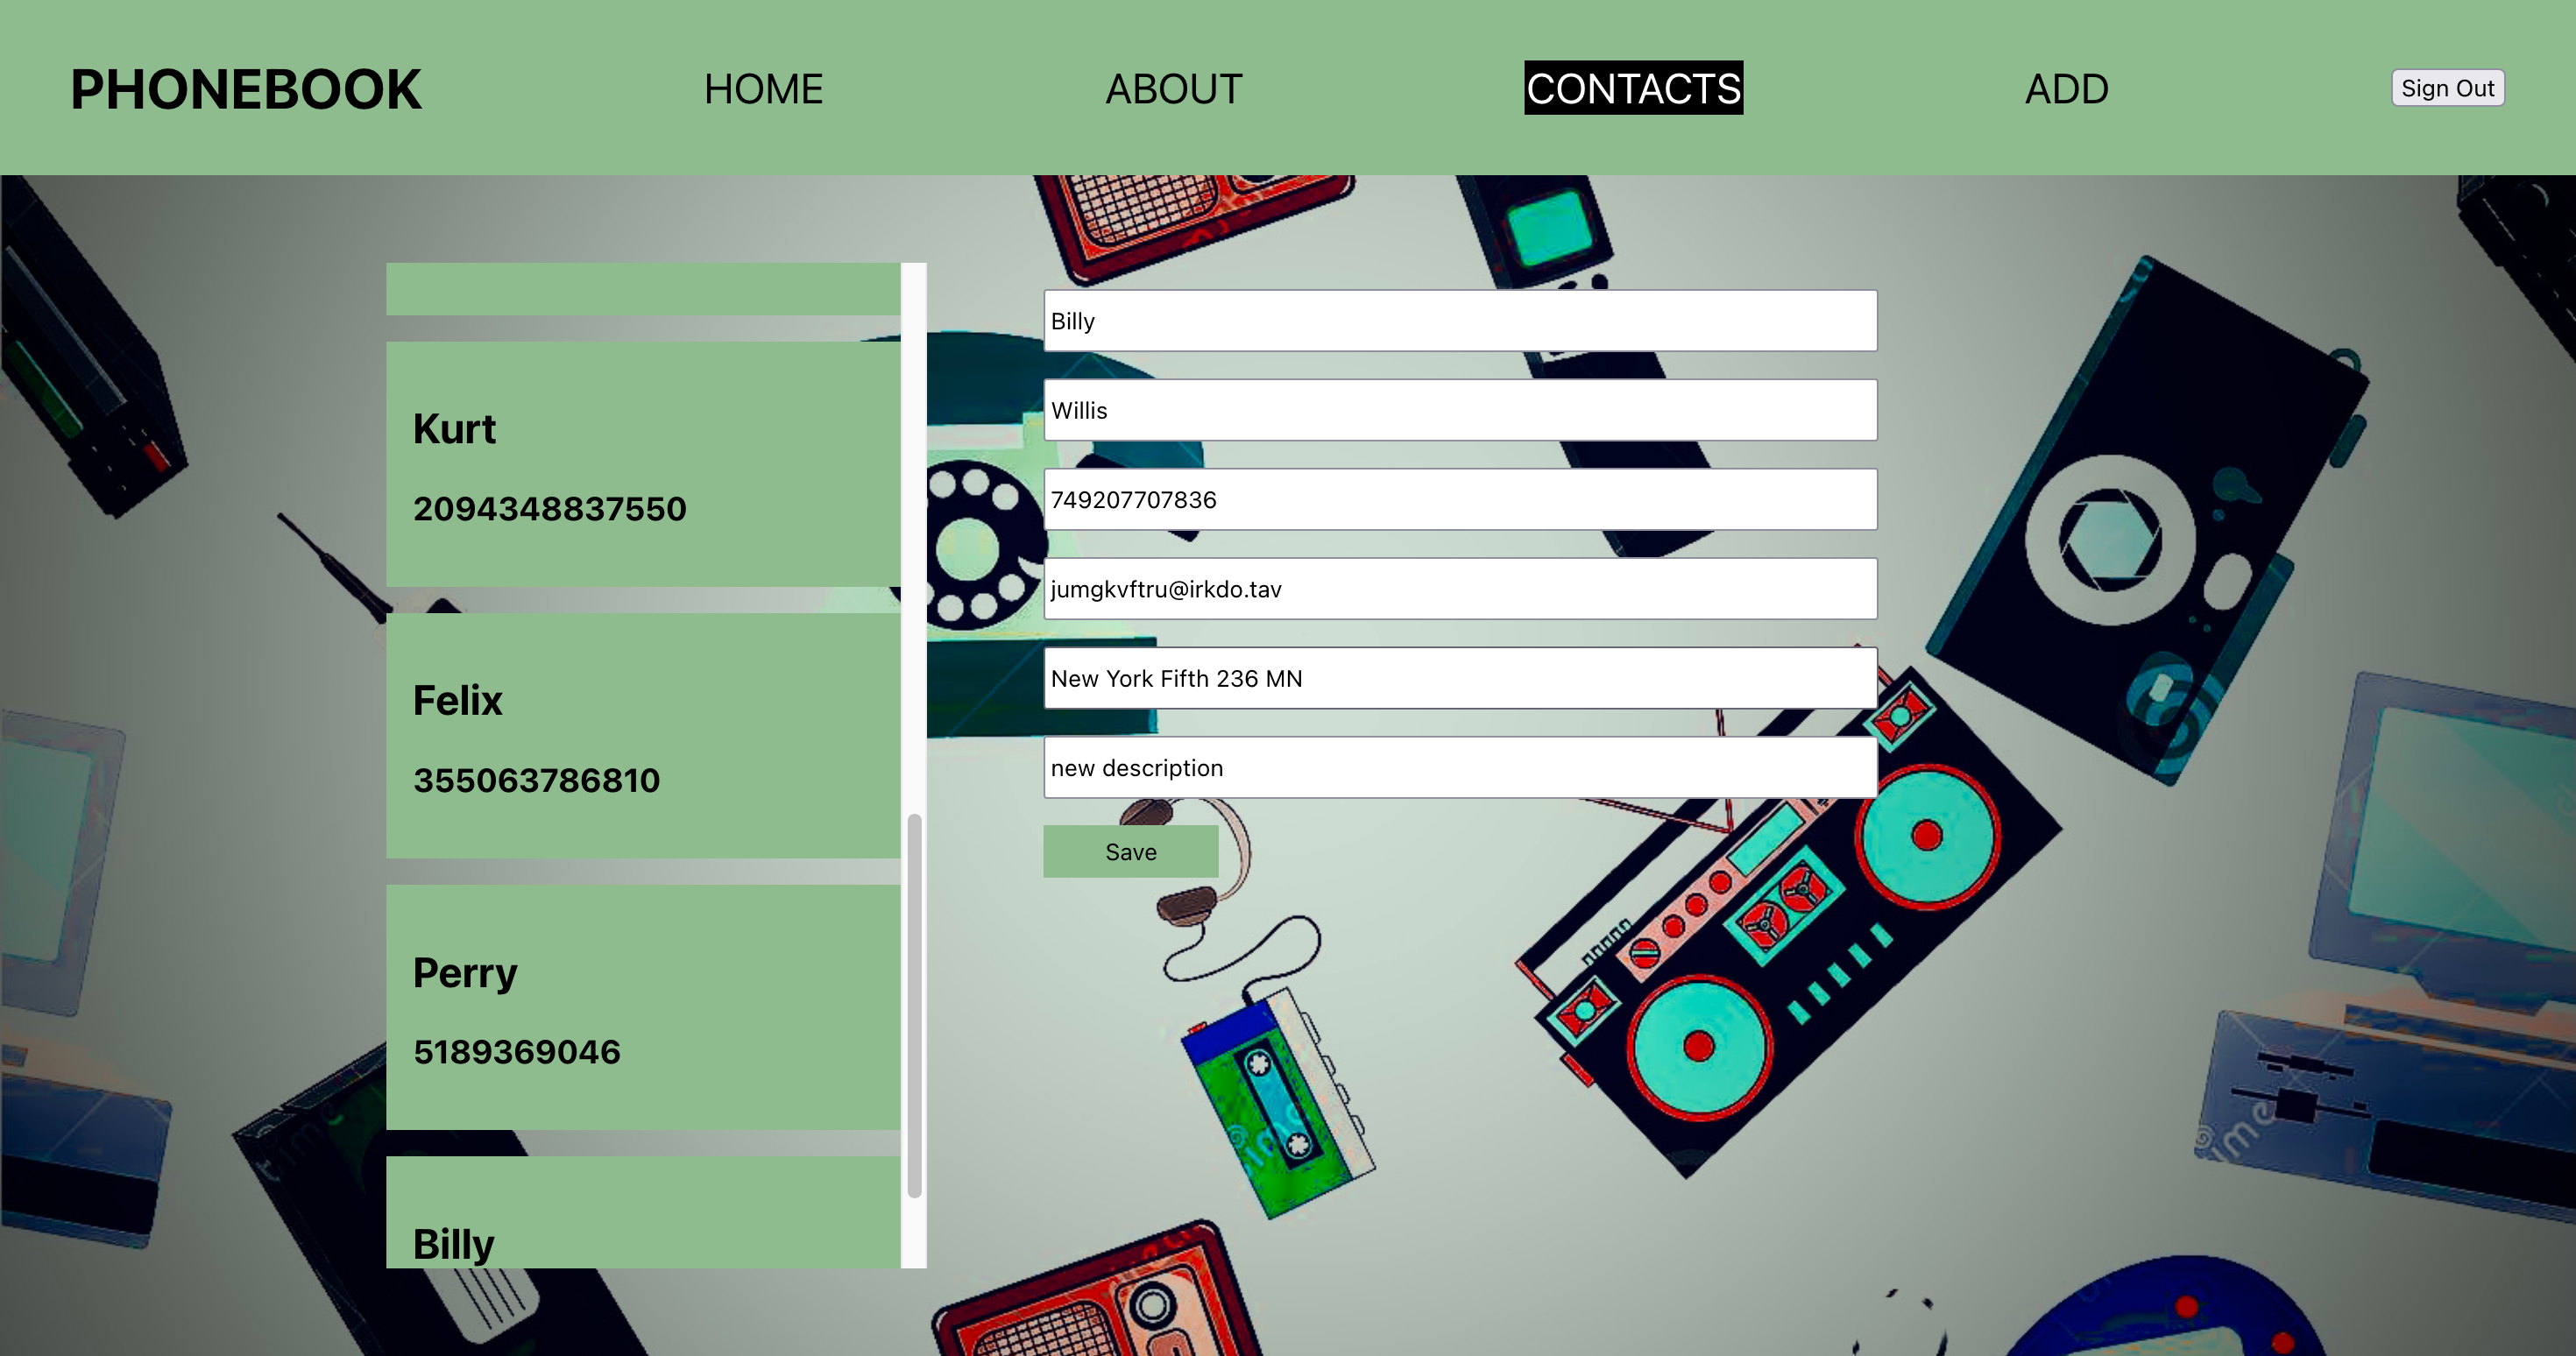 PHONEBOOK HOME ABOUT CONTACTS ADD Sign Out
Kurt
2094348837550
Felix
355063786810
Perry
5189369046
Billy
Billy
Willis
749207707836
jumgkvftru@irkdo.tav
New York Fifth 236 MN
new description
Save